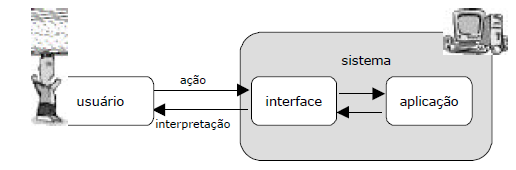 sistema
ação
usuário
interface
aplicação
interpretação